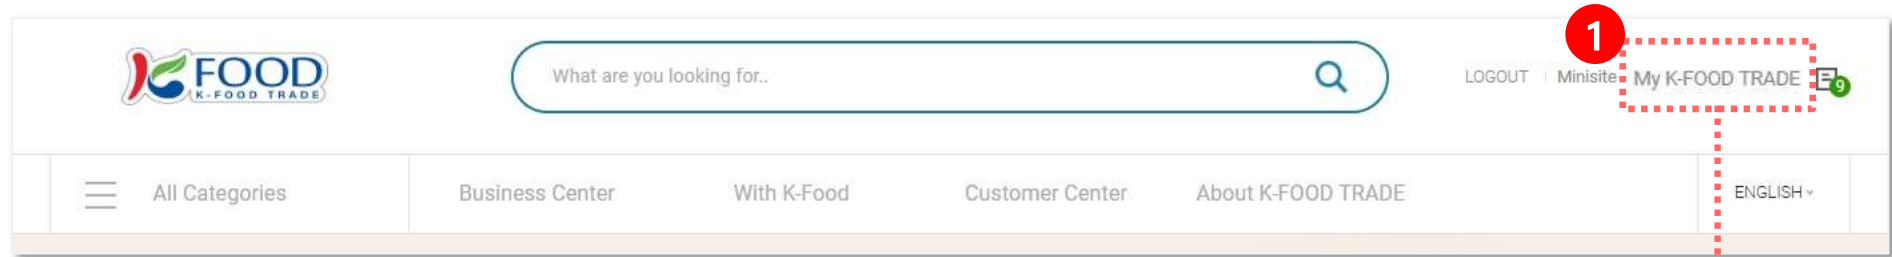 1
FOOD
K-FOOD TRADE
What are you looking for..
LOGOUT Minisite My K-FOOD TRADE 9
All Categories Business Center With K-Food Customer Center About K-FOOD TRADE ENGLISH